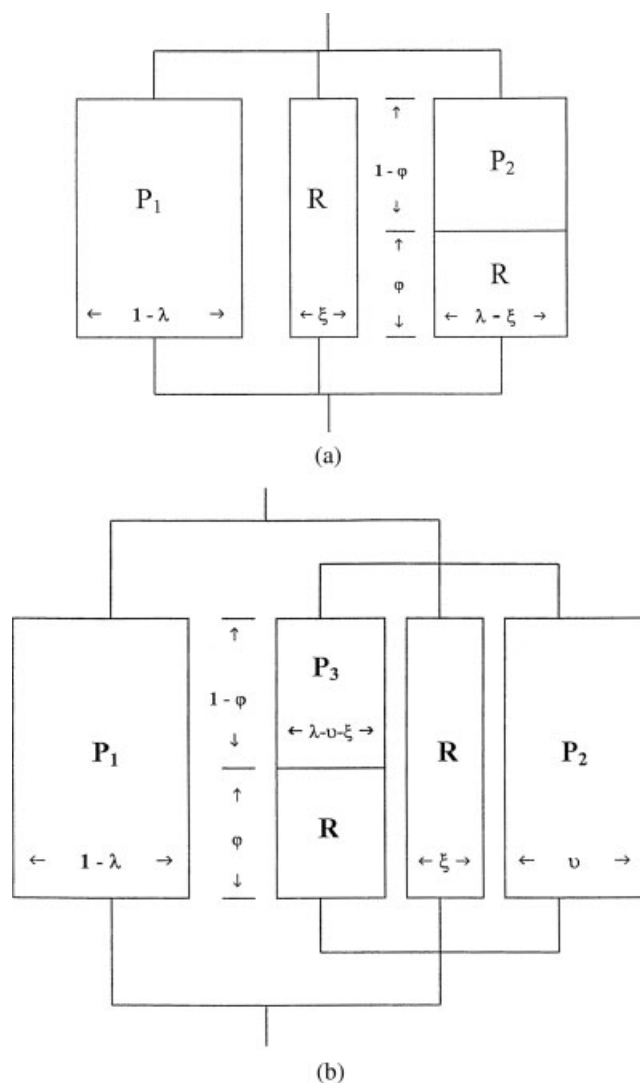 P₁
R
P₂
R
↑
1 - φ
↓
↑
φ
↓
← 1 - λ →
← ξ →
← λ - ξ →
(a)
P₁
P₃
R
P₂
R
↑
1 - φ
↓
↑
φ
↓
← λ-υ-ξ →
← 1 - λ →
← ξ →
← υ →
(b)